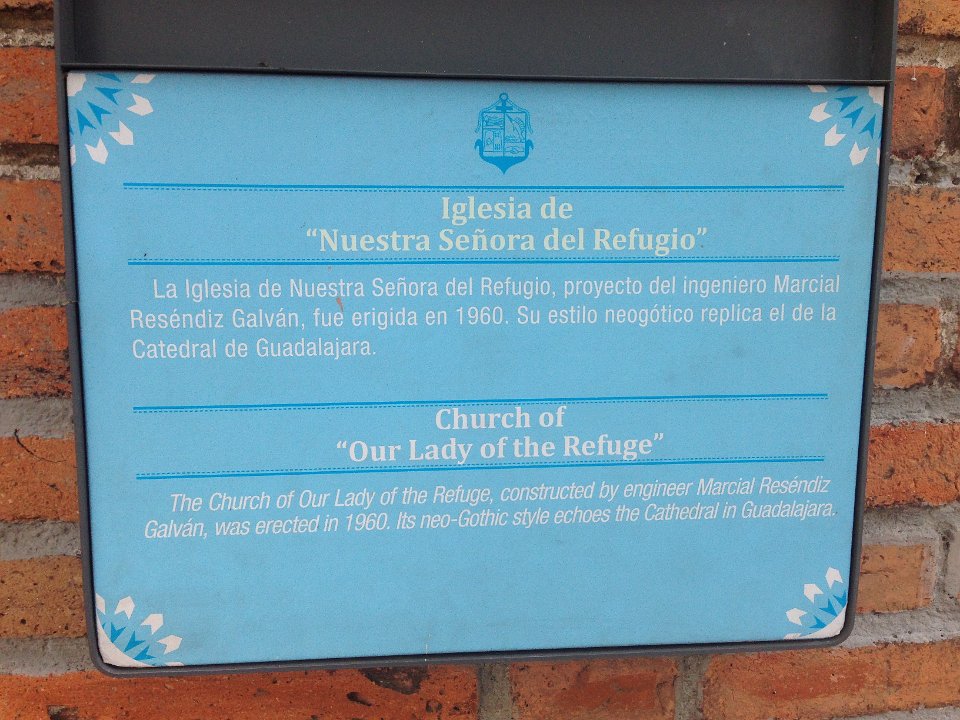 Iglesia de
“Nuestra Señora del Refugio”
La Iglesia de Nuestra Señora del Refugio, proyecto del ingeniero Marcial
Reséndiz Galván, fue erigida en 1960. Su estilo neogótico replica el de la
Catedral de Guadalajara.
Church of
“Our Lady of the Refuge”
The Church of Our Lady of the Refuge, constructed by engineer Marcial Reséndiz
Galván, was erected in 1960. Its neo-Gothic style echoes the Cathedral in Guadalajara.